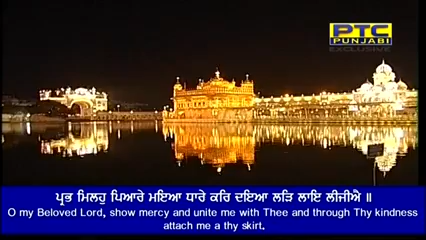 PTC
PUNJABI
EXCLUSIVE
ਪ੍ਰਭ ਮਿਲਹੁ ਪਿਆਰੇ ਮਇਆ ਧਾਰੇ ਕਰਿ ਦਇਆ ਲੜਿ ਲਾਇ ਲੀਜੀਐ ॥
O my Beloved Lord, show mercy and unite me with Thee and through Thy kindness
attach me a thy skirt.